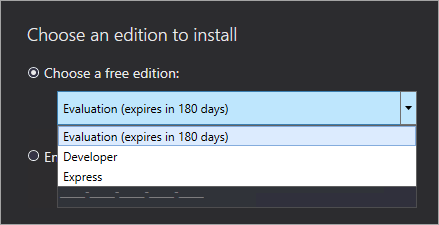 Choose an edition to install
Choose a free edition:
Evaluation (expires in 180 days)
Evaluation (expires in 180 days)
Developer
Express